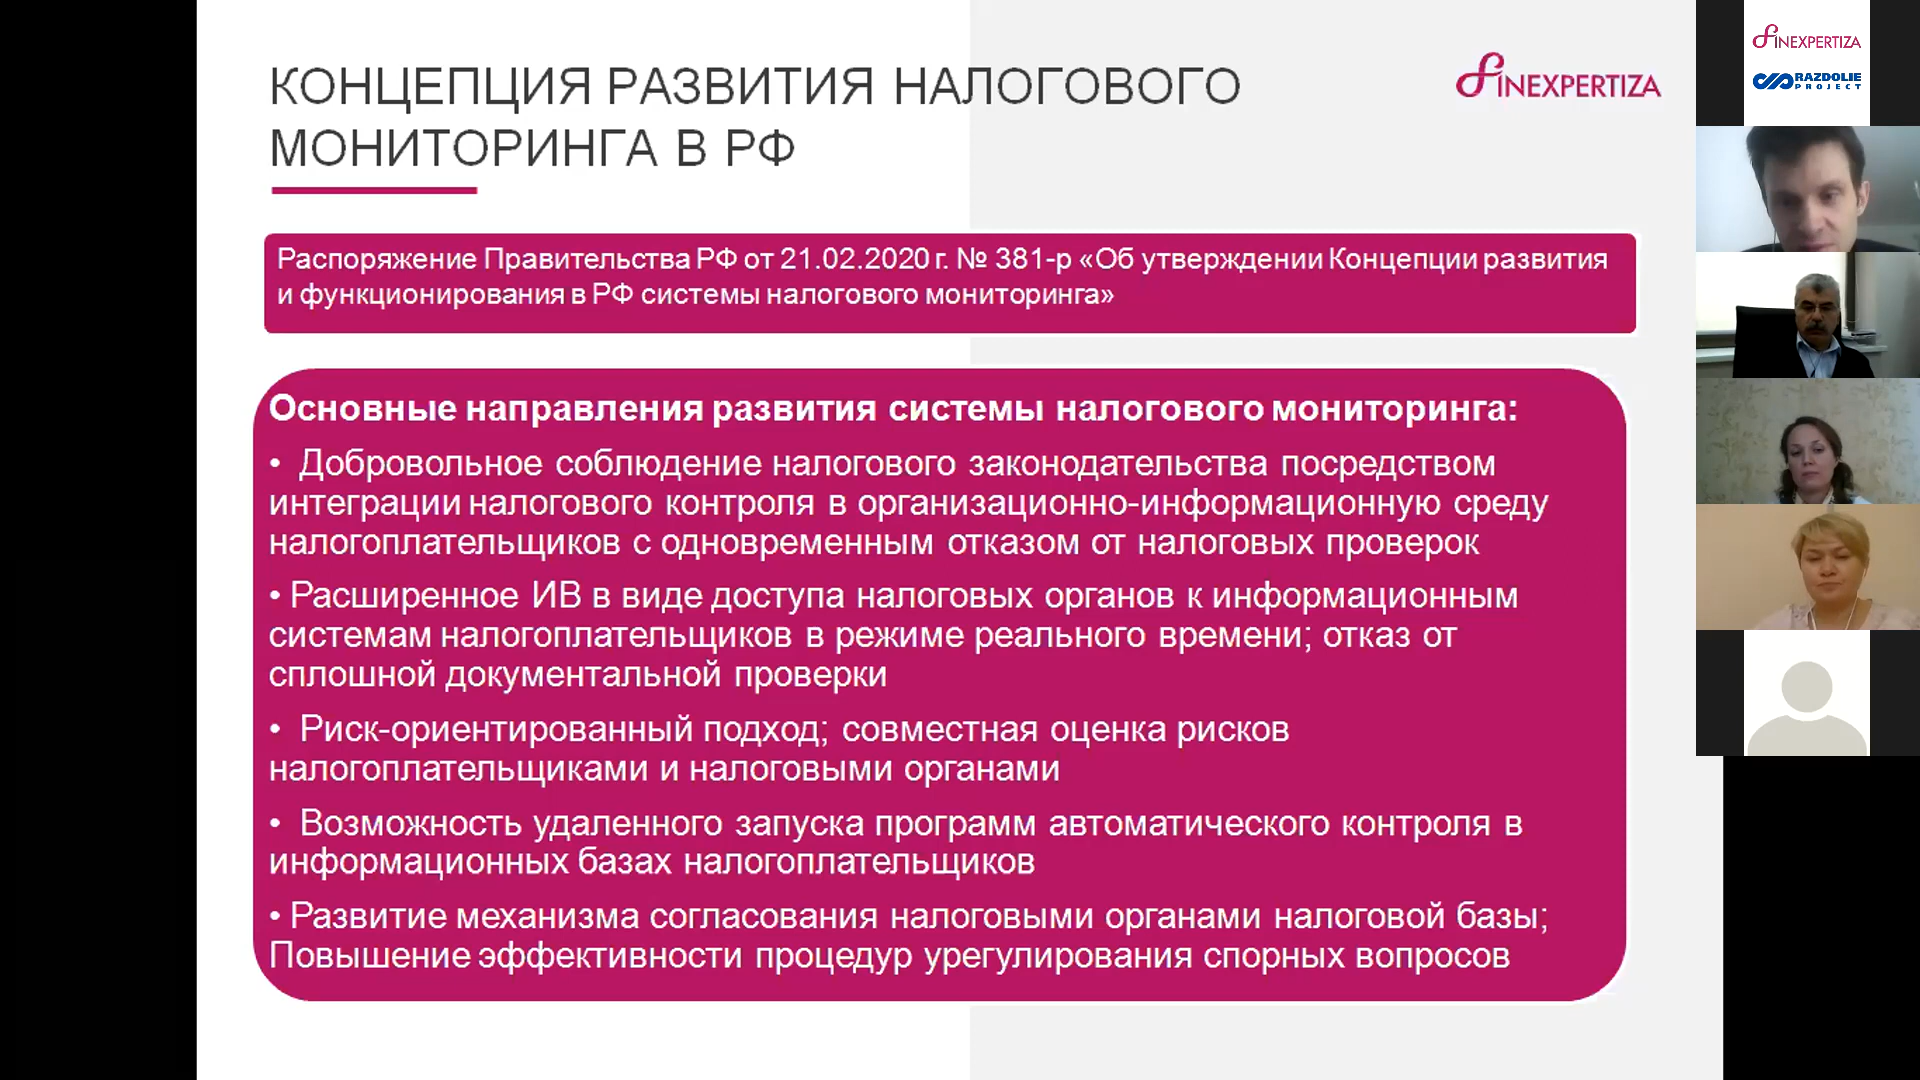 КОНЦЕПЦИЯ РАЗВИТИЯ НАЛОГОВОГО
МОНИТОРИНГА В РФ
FINEXPERTIZA
Распоряжение Правительства РФ от 21.02.2020 г. № 381-р «Об утверждении Концепции развития
и функционирования в РФ системы налогового мониторинга»
Основные направления развития системы налогового мониторинга:
• Добровольное соблюдение налогового законодательства посредством
интеграции налогового контроля в организационно-информационную среду
налогоплательщиков с одновременным отказом от налоговых проверок
• Расширенное ИВ в виде доступа налоговых органов к информационным
системам налогоплательщиков в режиме реального времени; отказ от
сплошной документальной проверки
• Риск-ориентированный подход; совместная оценка рисков
налогоплательщиками и налоговыми органами
• Возможность удаленного запуска программ автоматического контроля в
информационных базах налогоплательщиков
• Развитие механизма согласования налоговыми органами налоговой базы;
Повышение эффективности процедур урегулирования спорных вопросов
FINEXPERTIZA
RAZDOLIE
PROJECT